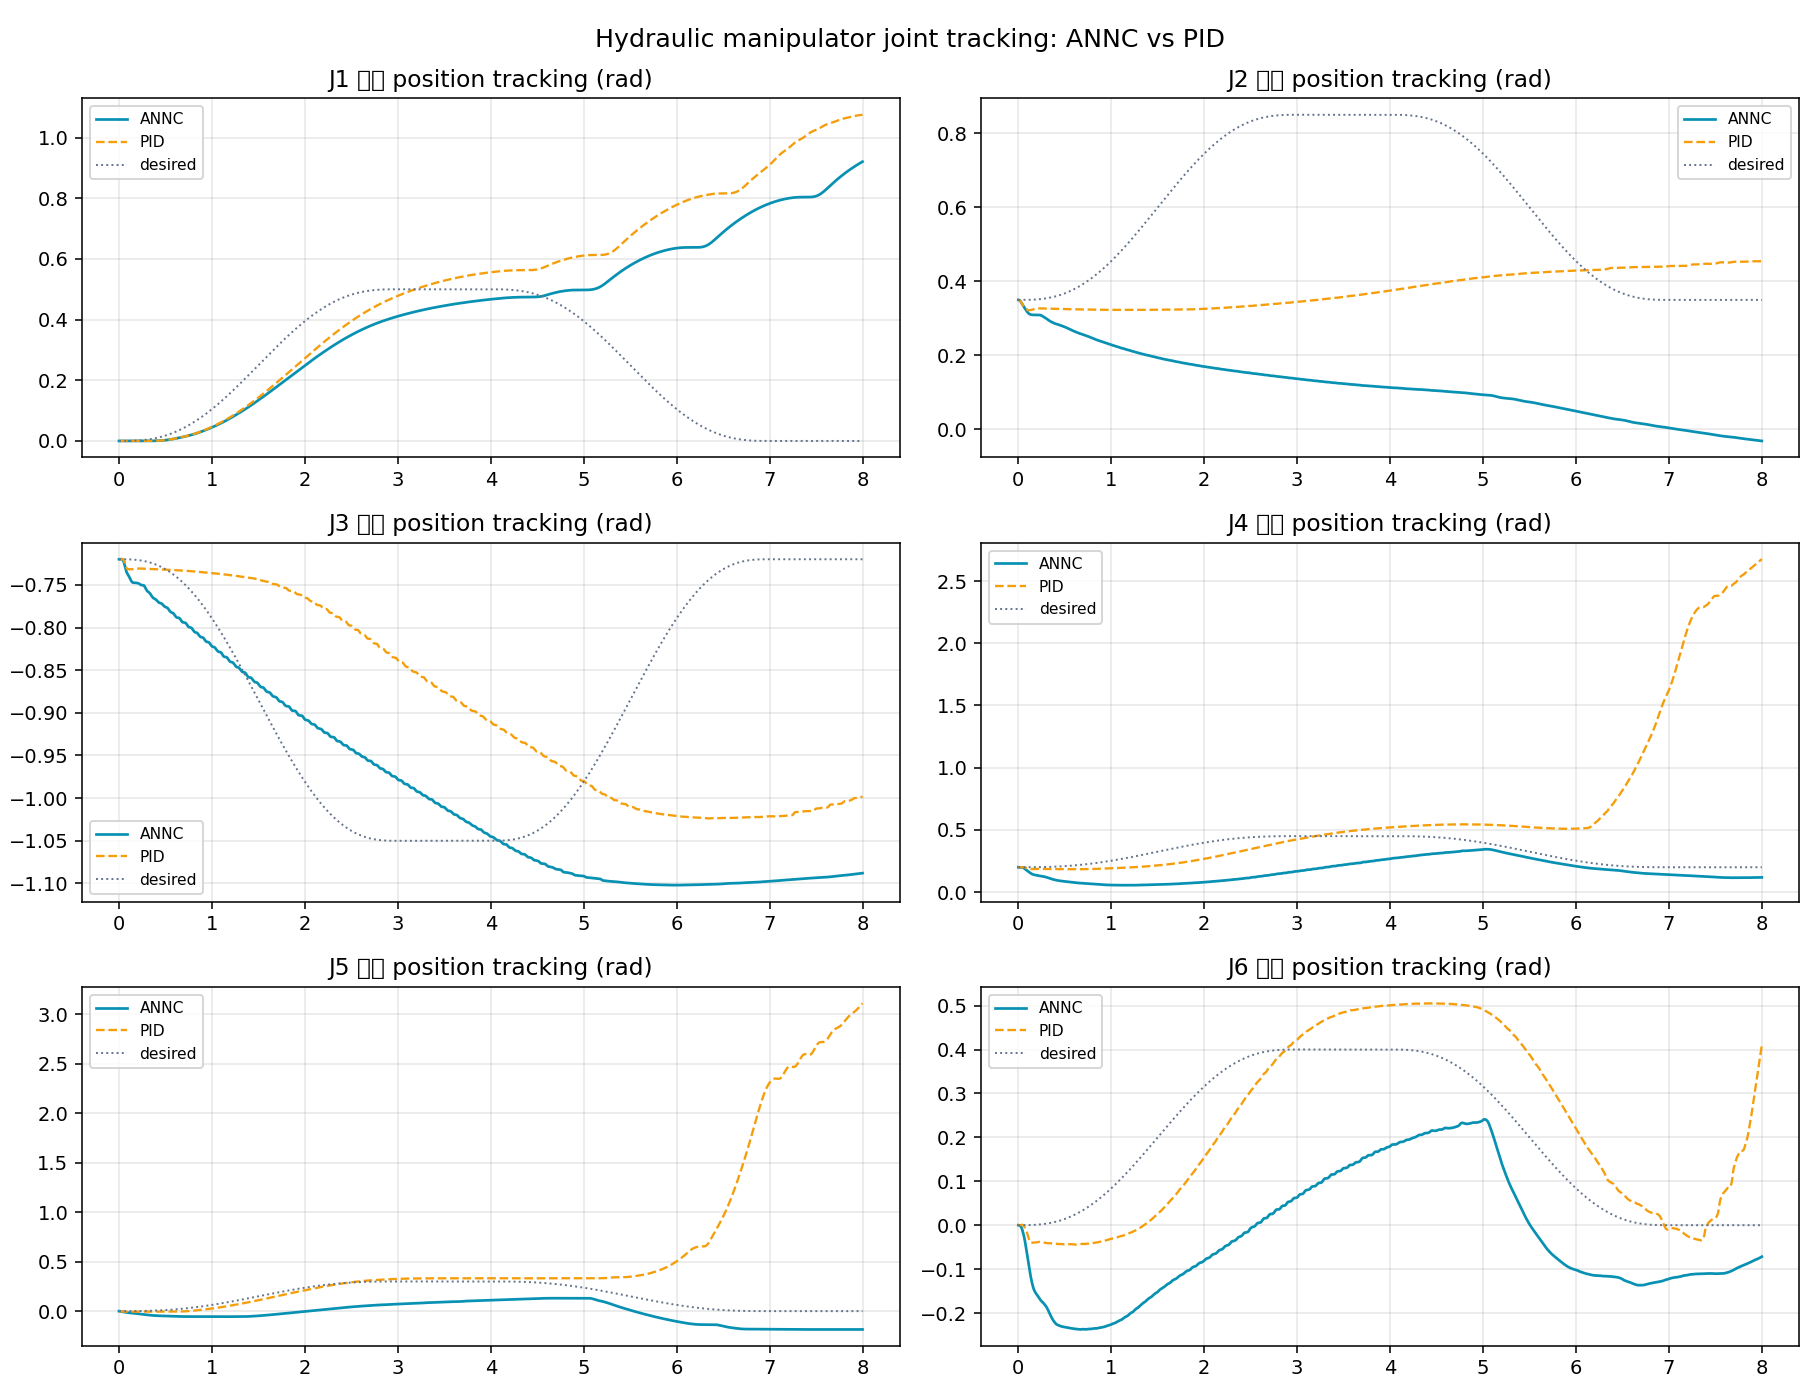 Hydraulic manipulator joint tracking: ANNC vs PID
J1 □□ position tracking (rad)
ANNC
PID
desired
1.0
0.8
0.6
0.4
0.2
0.0
0 1 2 3 4 5 6 7 8
J2 □□ position tracking (rad)
ANNC
PID
desired
0.8
0.6
0.4
0.2
0.0
0 1 2 3 4 5 6 7 8
J3 □□ position tracking (rad)
−0.75
−0.80
−0.85
−0.90
−0.95
−1.00
−1.05
−1.10
ANNC
PID
desired
0 1 2 3 4 5 6 7 8
J4 □□ position tracking (rad)
ANNC
PID
desired
2.5
2.0
1.5
1.0
0.5
0.0
0 1 2 3 4 5 6 7 8
J5 □□ position tracking (rad)
ANNC
PID
desired
3.0
2.5
2.0
1.5
1.0
0.5
0.0
0 1 2 3 4 5 6 7 8
J6 □□ position tracking (rad)
ANNC
PID
desired
0.5
0.4
0.3
0.2
0.1
0.0
−0.1
−0.2
0 1 2 3 4 5 6 7 8